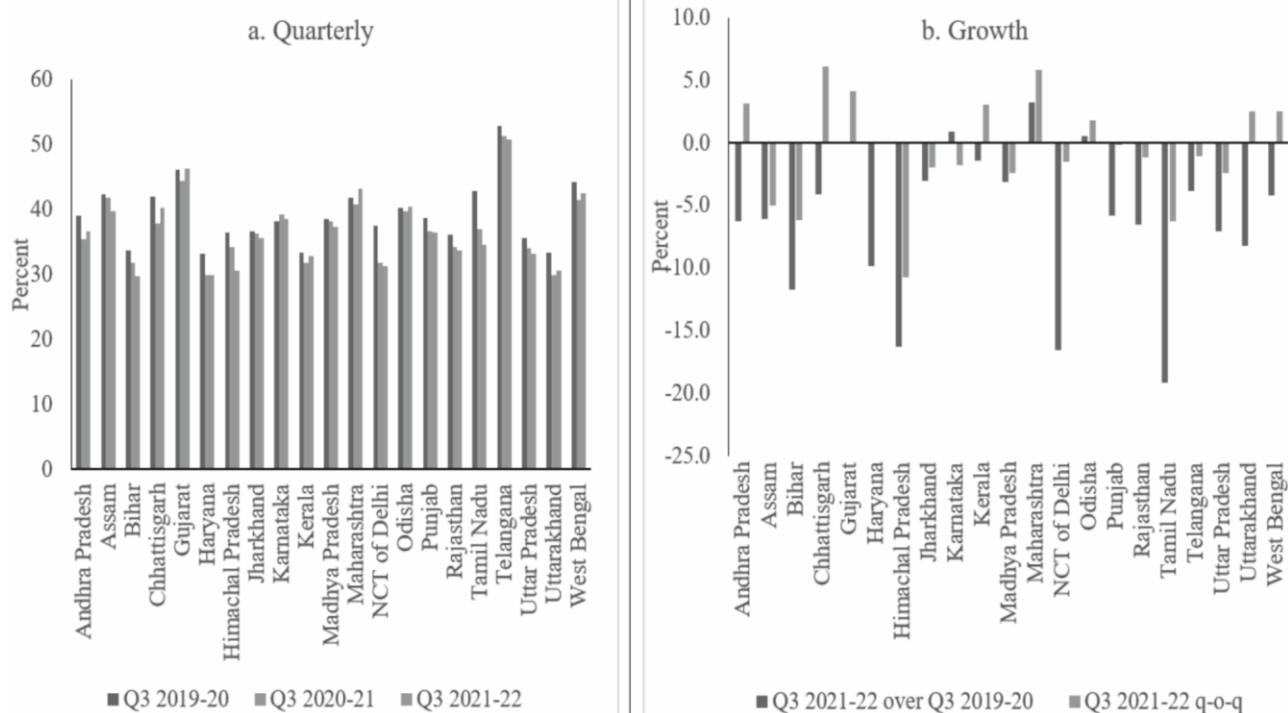 a. Quarterly
60
50
40
30
20
10
0
Percent
Andhra Pradesh
Assam
Bihar
Chhattisgarh
Gujarat
Haryana
Himachal Pradesh
Jharkhand
Karnataka
Kerala
Madhya Pradesh
Maharashtra
NCT of Delhi
Odisha
Punjab
Rajasthan
Tamil Nadu
Telangana
Uttar Pradesh
Uttarakhand
West Bengal
Q3 2019-20 Q3 2020-21 Q3 2021-22
b. Growth
10.0
5.0
0.0
-5.0
-10.0
-15.0
-20.0
-25.0
Percent
Andhra Pradesh
Assam
Bihar
Chhattisgarh
Gujarat
Haryana
Himachal Pradesh
Jharkhand
Karnataka
Kerala
Madhya Pradesh
Maharashtra
NCT of Delhi
Odisha
Punjab
Rajasthan
Tamil Nadu
Telangana
Uttar Pradesh
Uttarakhand
West Bengal
Q3 2021-22 over Q3 2019-20 Q3 2021-22 q-o-q